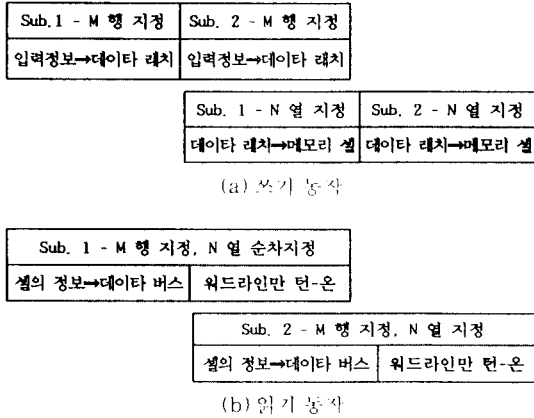 Sub.1 - M 행 지정 Sub. 2 - M 행 지정
입력정보→데이타 래치 입력정보→데이타 래치
Sub. 1 - N 열 지정 Sub. 2 - N 열 지정
데이타 래치→메모리 셀 데이타 래치→메모리 셀
(a) 쓰기 동작
Sub. 1 - M 행 지정, N 열 순차지정
셀의 정보→데이타 버스 워드라인만 턴-온
Sub. 2 - M 행 지정, N 열 지정
셀의 정보→데이타 버스 워드라인만 턴-온
(b) 읽기 동작